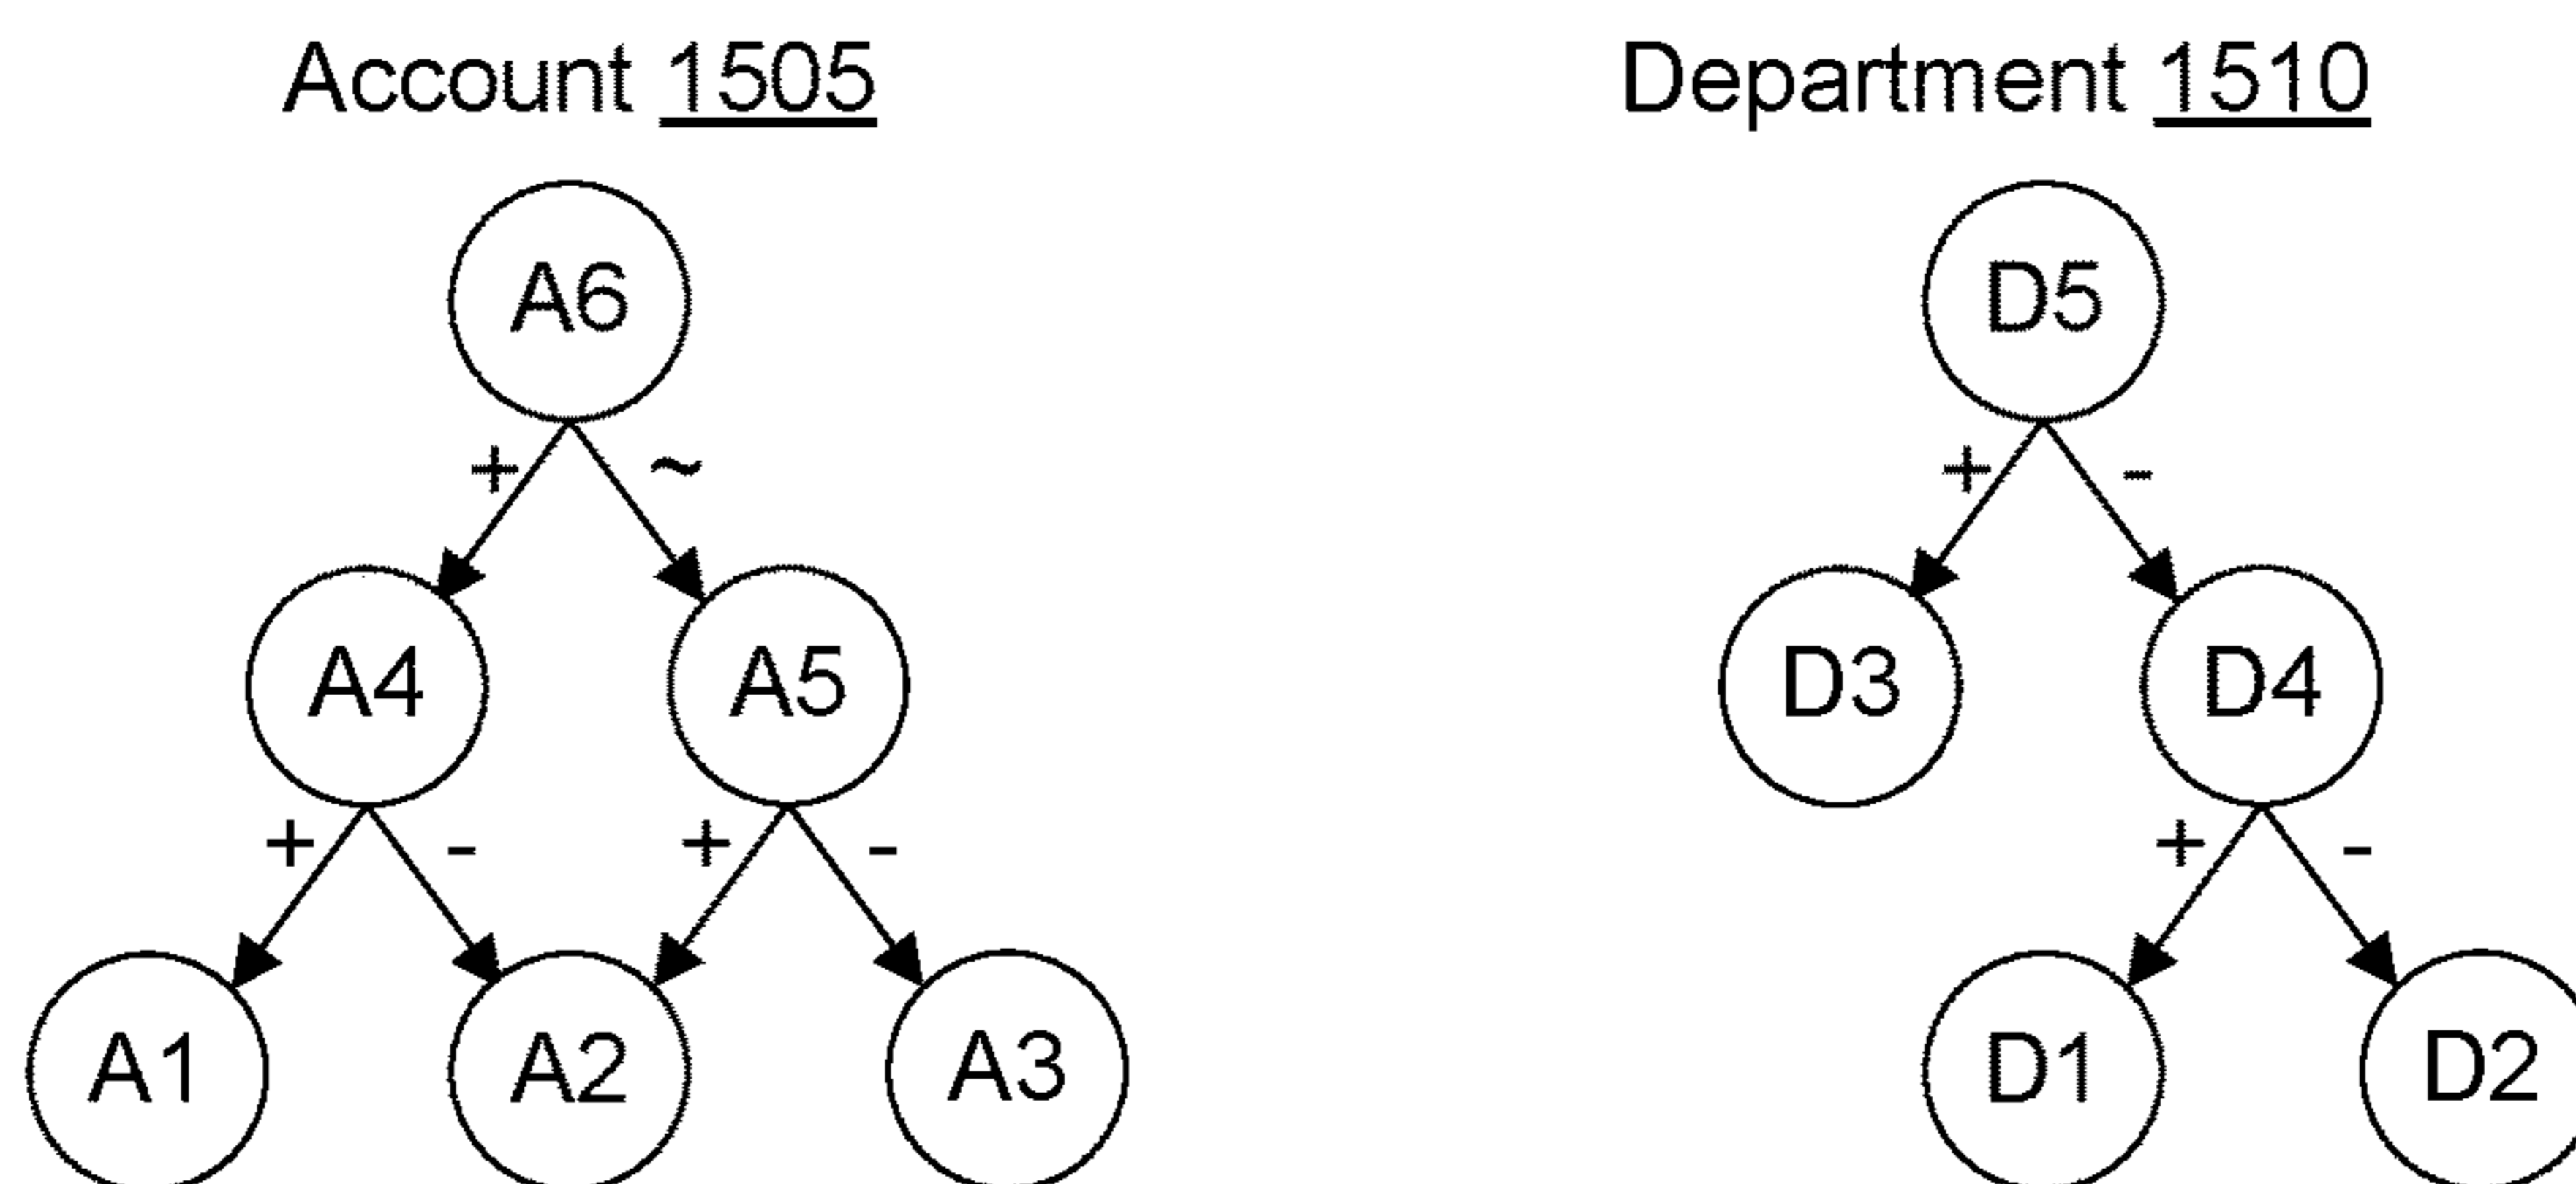 Account 1505 Department 1510
A6 D5
+ ~ + -
A4 A5 D3 D4
+ - + - + -
A1 A2 A3 D1 D2